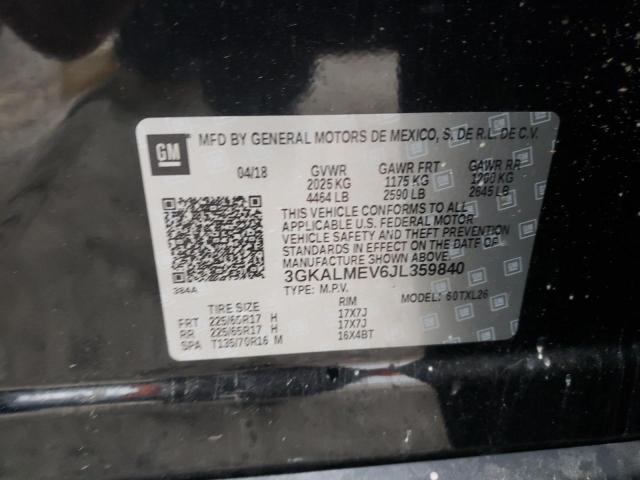 GM
MFD BY GENERAL MOTORS DE MEXICO, S. DE R.L. DE C.V.
04/18 GVWR GAWR FRT GAWR RR
2025 KG 1175 KG 1200 KG
4464 LB 2590 LB 2645 LB
THIS VEHICLE CONFORMS TO ALL
APPLICABLE U.S. FEDERAL MOTOR
VEHICLE SAFETY AND THEFT PREVENTION
STANDARDS IN EFFECT ON THE DATE OF
MANUFACTURE SHOWN ABOVE.
3GKALMEV6JL359840
384A TYPE: M.P.V. MODEL: 60TXL26
TIRE SIZE RIM
FRT 225/65R17 H 17X7J
RR 225/65R17 H 17X7J
SPA T135/70R16 M 16X4BT